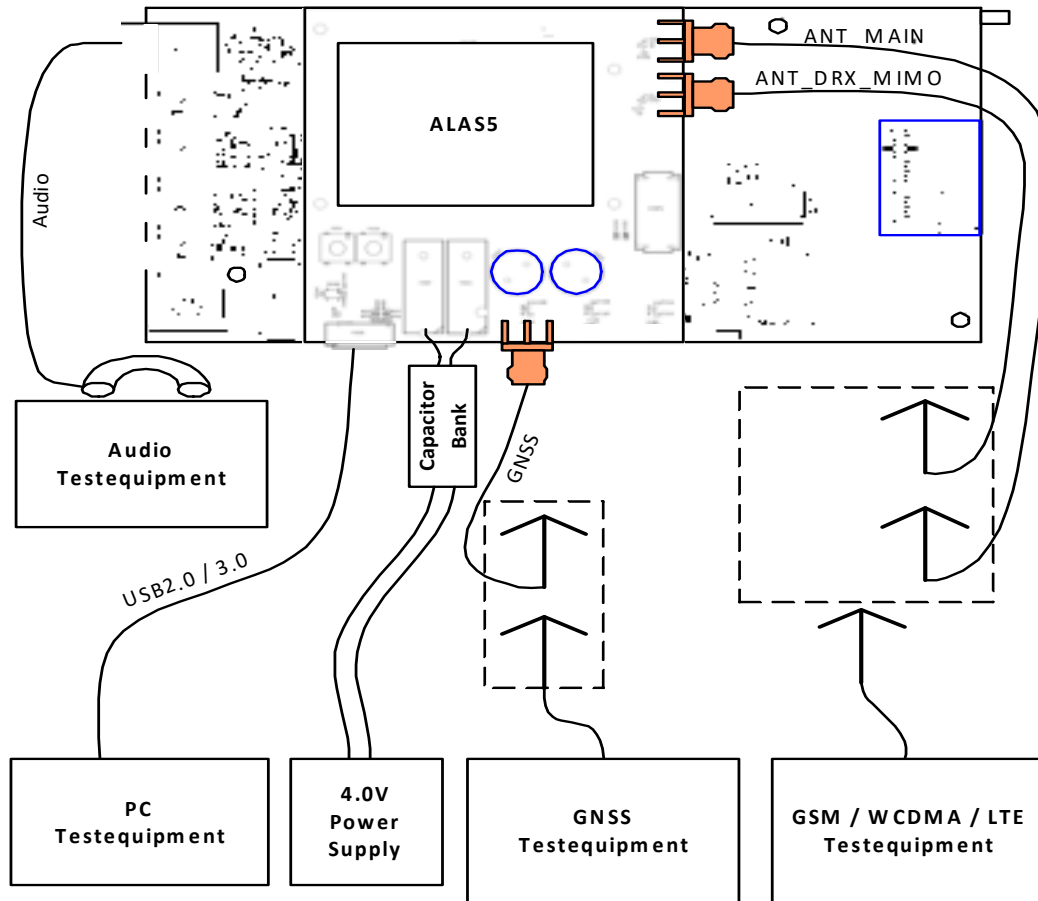 ANT_MAIN
ANT_DRX_MIMO
ALAS5
Audio
Capacitor
Bank
GNSS
Audio
Testequipment
USB2.0 / 3.0
PC
Testequipment
4.0V
Power
Supply
GNSS
Testequipment
GSM / WCDMA / LTE
Testequipment